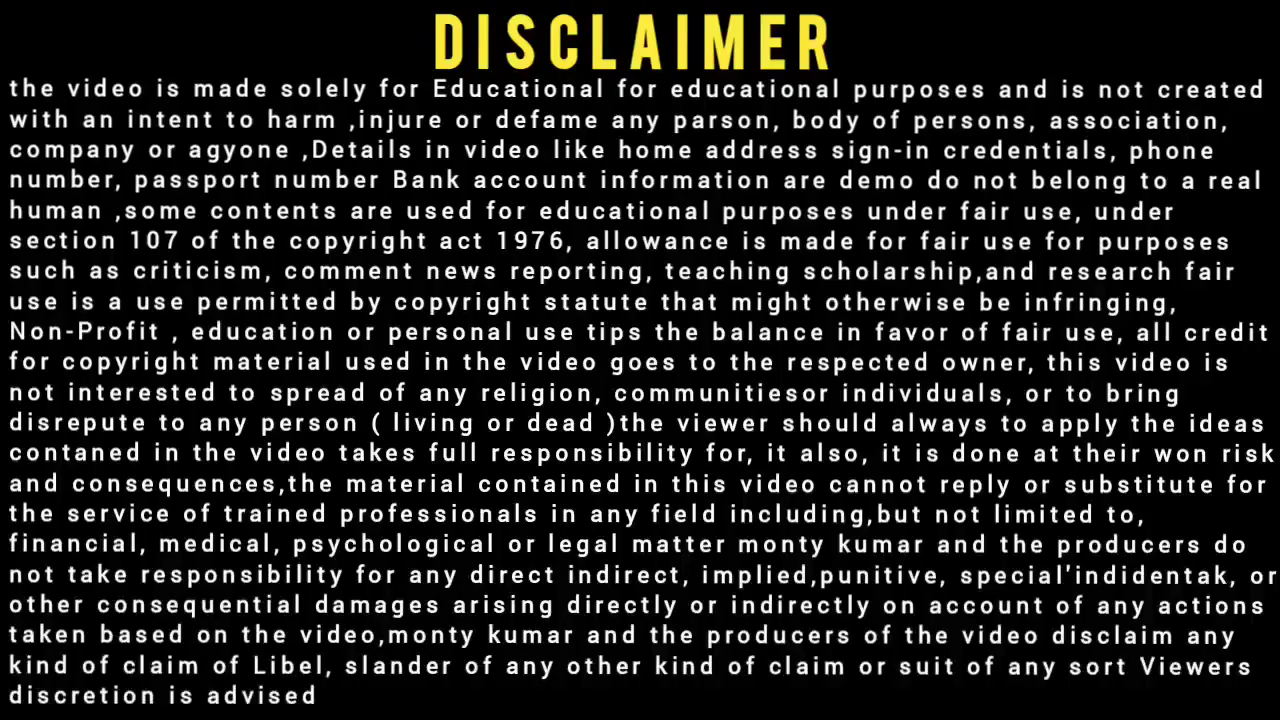 DISCLAIMER
the video is made solely for Educational for educational purposes and is not created
with an intent to harm ,injure or defame any parson, body of persons, association,
company or agyone ,Details in video like home address sign-in credentials, phone
number, passport number Bank account information are demo do not belong to a real
human ,some contents are used for educational purposes under fair use, under
section 107 of the copyright act 1976, allowance is made for fair use for purposes
such as criticism, comment news reporting, teaching scholarship,and research fair
use is a use permitted by copyright statute that might otherwise be infringing,
Non-Profit , education or personal use tips the balance in favor of fair use, all credit
for copyright material used in the video goes to the respected owner, this video is
not interested to spread of any religion, communitiesor individuals, or to bring
disrepute to any person ( living or dead )the viewer should always to apply the ideas
contaned in the video takes full responsibility for, it also, it is done at their won risk
and consequences,the material contained in this video cannot reply or substitute for
the service of trained professionals in any field including,but not limited to,
financial, medical, psychological or legal matter monty kumar and the producers do
not take responsibility for any direct indirect, implied,punitive, special'indidentak, or
other consequential damages arising directly or indirectly on account of any actions
taken based on the video,monty kumar and the producers of the video disclaim any
kind of claim of Libel, slander of any other kind of claim or suit of any sort Viewers
discretion is advised